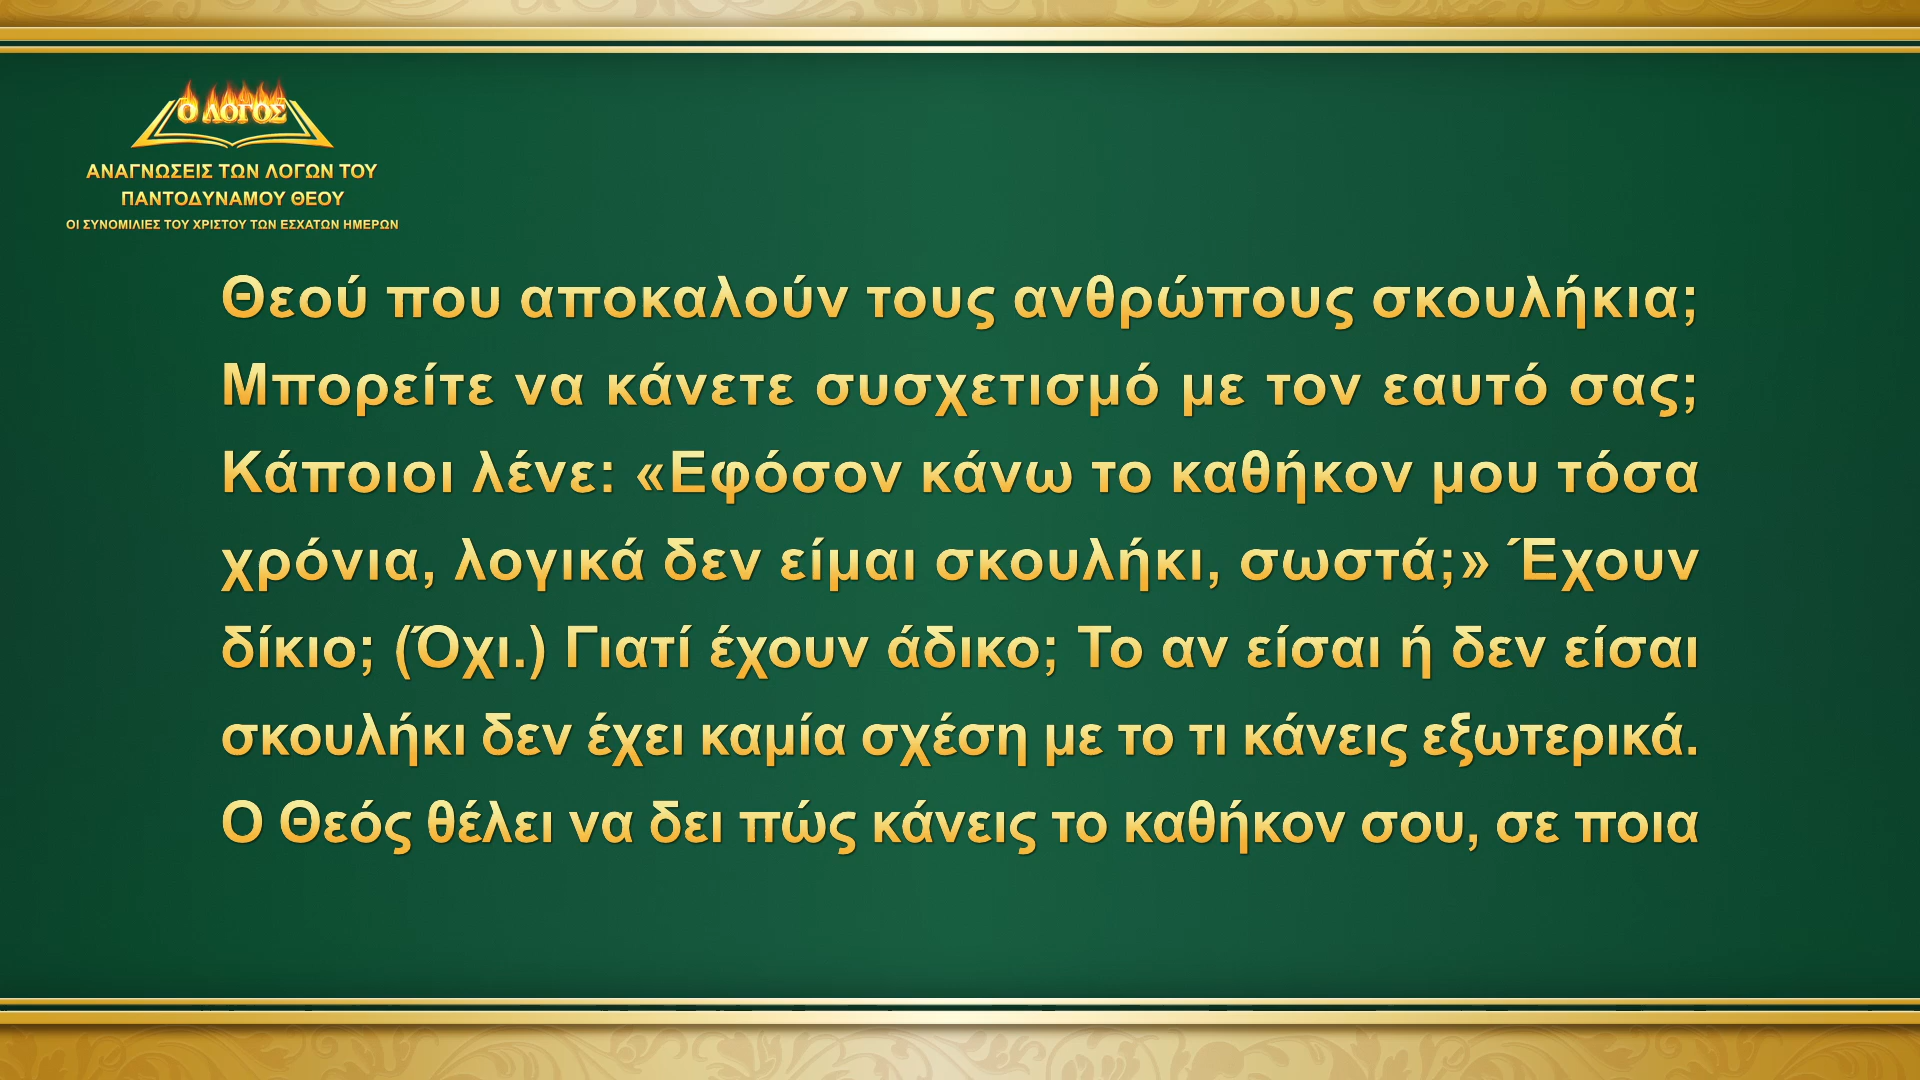 Ο ΛΟΓΟΣ
ΑΝΑΓΝΩΣΕΙΣ ΤΩΝ ΛΟΓΩΝ ΤΟΥ
ΠΑΝΤΟΔΥΝΑΜΟΥ ΘΕΟΥ
ΟΙ ΣΥΝΟΜΙΛΙΕΣ ΤΟΥ ΧΡΙΣΤΟΥ ΤΩΝ ΕΣΧΑΤΩΝ ΗΜΕΡΩΝ
Θεού που αποκαλούν τους ανθρώπους σκουλήκια;
Μπορείτε να κάνετε συσχετισμό με τον εαυτό σας;
Κάποιοι λένε: «Εφόσον κάνω το καθήκον μου τόσα
χρόνια, λογικά δεν είμαι σκουλήκι, σωστά;» Έχουν
δίκιο; (Όχι.) Γιατί έχουν άδικο; Το αν είσαι ή δεν είσαι
σκουλήκι δεν έχει καμία σχέση με το τι κάνεις εξωτερικά.
Ο Θεός θέλει να δει πώς κάνεις το καθήκον σου, σε ποια